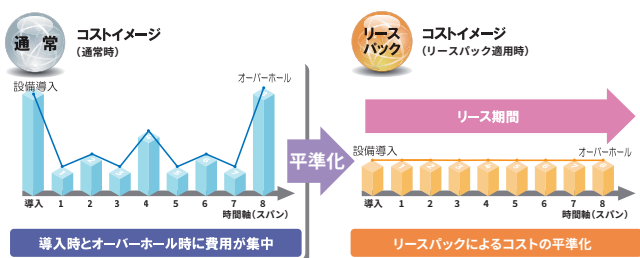 通 常
コストイメージ
（通常時）
設備導入
オーバーホール
導入 1 2 3 4 5 6 7 8
時間軸（スパン）
導入時とオーバーホール時に費用が集中
平準化
リース
パック
コストイメージ
（リースパック適用時）
リース期間
設備導入
オーバーホール
導入 1 2 3 4 5 6 7 8
時間軸（スパン）
リースパックによるコストの平準化